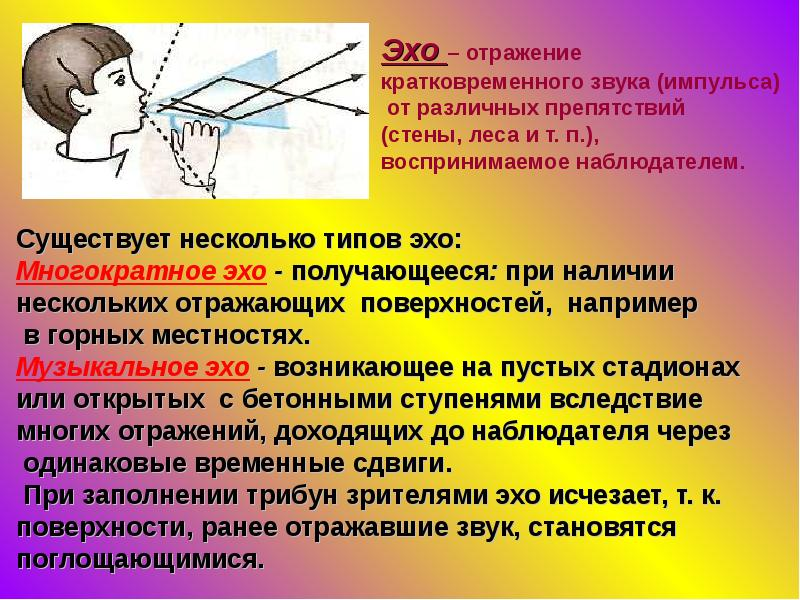 Эхо – отражение
кратковременного звука (импульса)
от различных препятствий
(стены, леса и т. п.),
воспринимаемое наблюдателем.
Существует несколько типов эхо:
Многократное эхо - получающееся: при наличии
нескольких отражающих поверхностей, например
в горных местностях.
Музыкальное эхо - возникающее на пустых стадионах
или открытых с бетонными ступенями вследствие
многих отражений, доходящих до наблюдателя через
одинаковые временные сдвиги.
При заполнении трибун зрителями эхо исчезает, т. к.
поверхности, ранее отражавшие звук, становятся
поглощающимися.